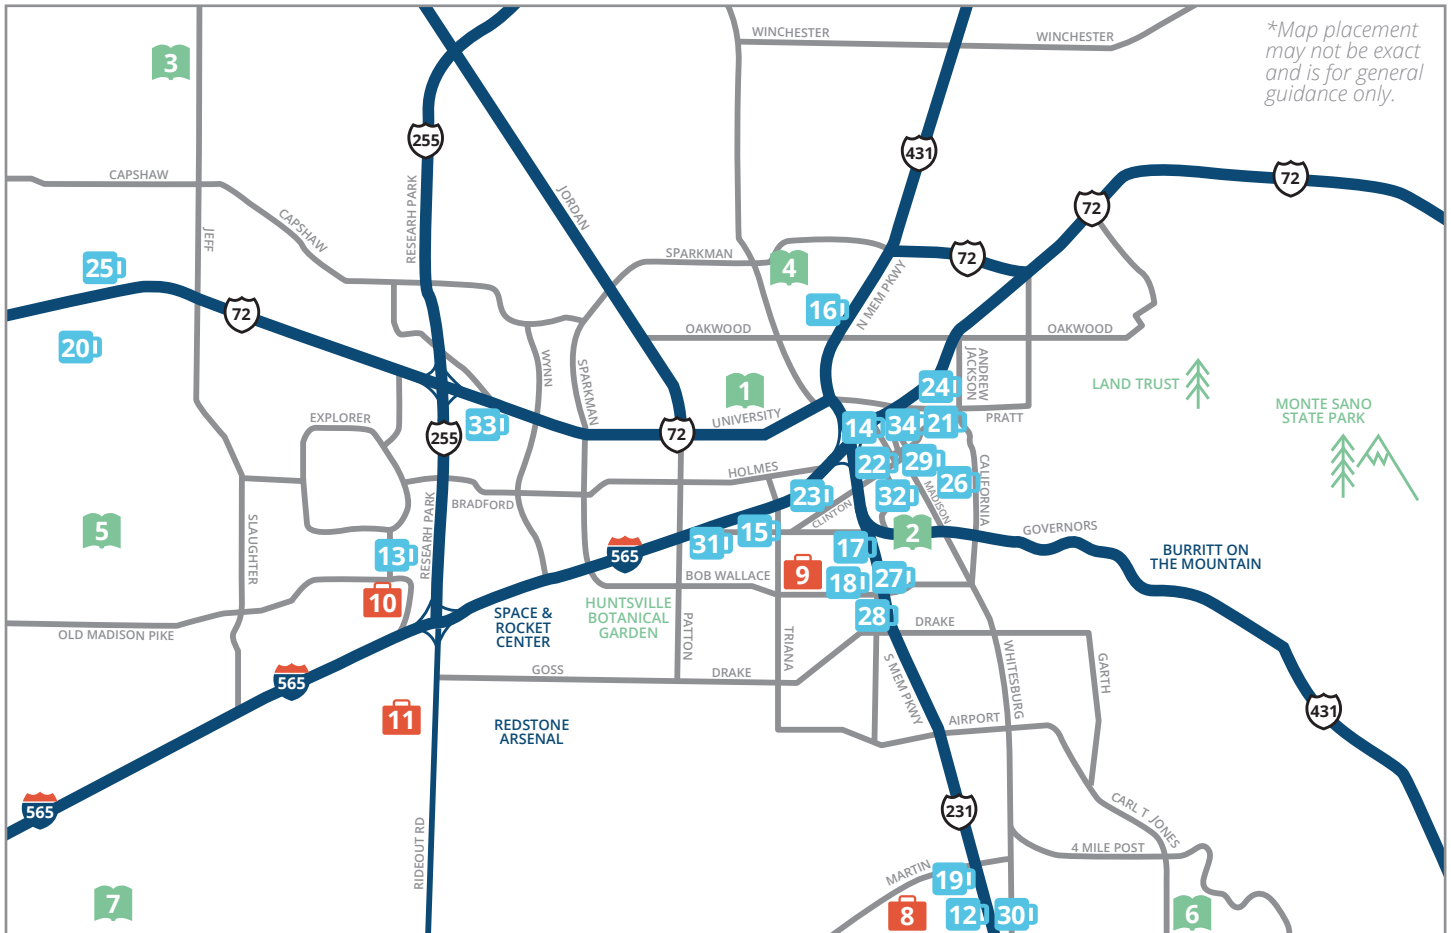 WINCHESTER
WINCHESTER
*Map placement
may not be exact
and is for general
guidance only.
3
255
431
72
72
CAPSHAW
CAPSHAW
JEFF
RESEARH PARK
JORDAN
SPARKMAN
4
72
N MEM PKWY
25
72
16
20
OAKWOOD
OAKWOOD
WYNN
SPARKMAN
ANDREW
JACKSON
LAND TRUST
MONTE SANO
STATE PARK
1
24
EXPLORER
UNIVERSITY
PRATT
33
255
72
14
34
21
22
29
HOLMES
26
CALIFORNIA
BRADFORD
23
32
MADISON
CLINTON
RESEARH PARK
SLAUGHTER
5
15
31
2
GOVERNORS
17
13
565
BURRITT ON
THE MOUNTAIN
BOB WALLACE
9
18
27
10
HUNTSVILLE
BOTANICAL
GARDEN
SPACE &
ROCKET
CENTER
28
OLD MADISON PIKE
DRAKE
PATTON
TRIANA
WHITESBURG
GARTH
GOSS
DRAKE
565
S MEM PKWY
11
REDSTONE
ARSENAL
AIRPORT
431
565
231
CARL T JONES
RIDEOUT RD
4 MILE POST
MARTIN
19
7
8
12
30
6